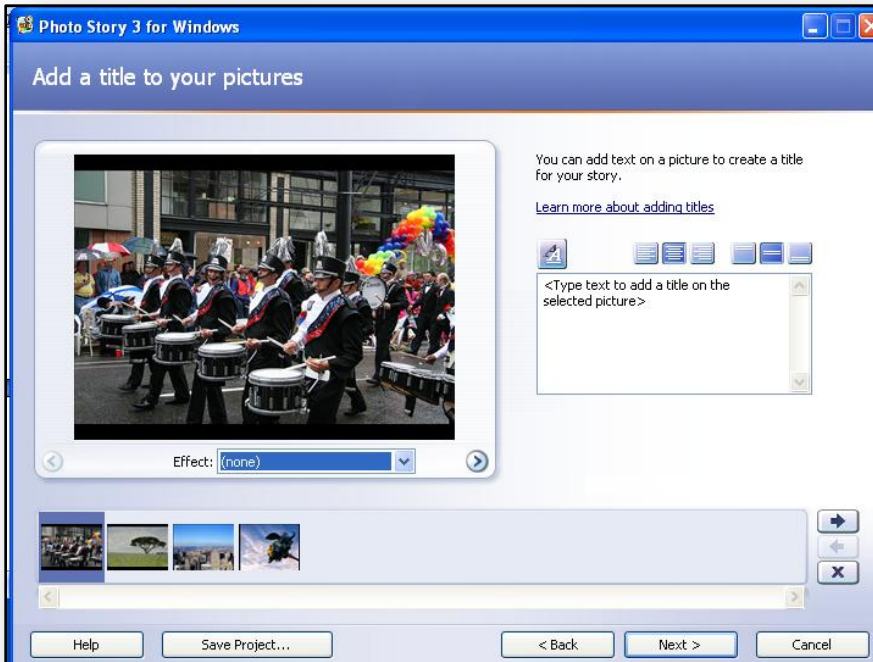 Photo Story 3 for Windows
Add a title to your pictures
You can add text on a picture to create a title
for your story.
Learn more about adding titles
A
<Type text to add a title on the
selected picture>
Effect: (none)
Help
Save Project...
< Back
Next >
Cancel